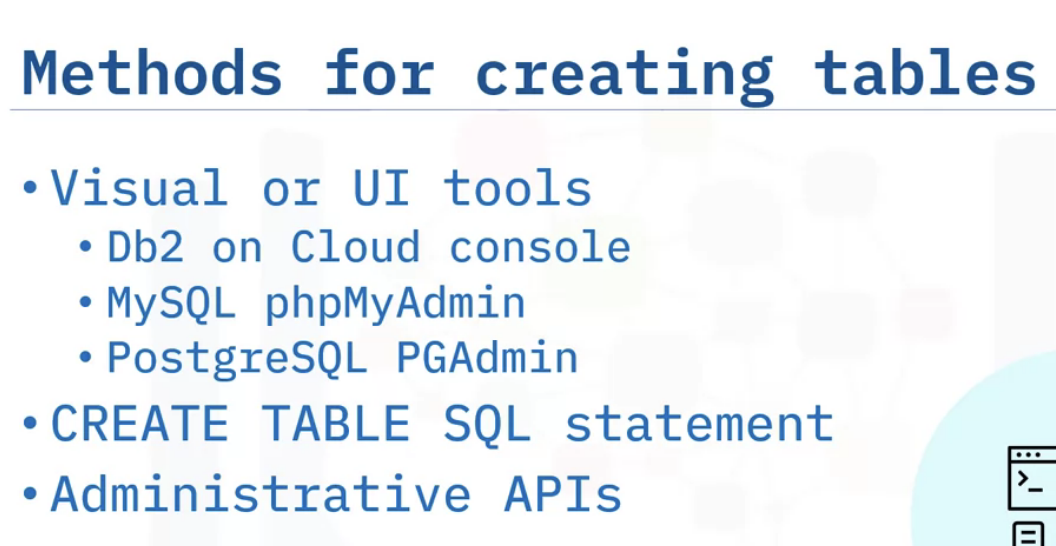 Methods for creating tables
• Visual or UI tools
• Db2 on Cloud console
• MySQL phpMyAdmin
• PostgreSQL PGAdmin
• CREATE TABLE SQL statement
• Administrative APIs